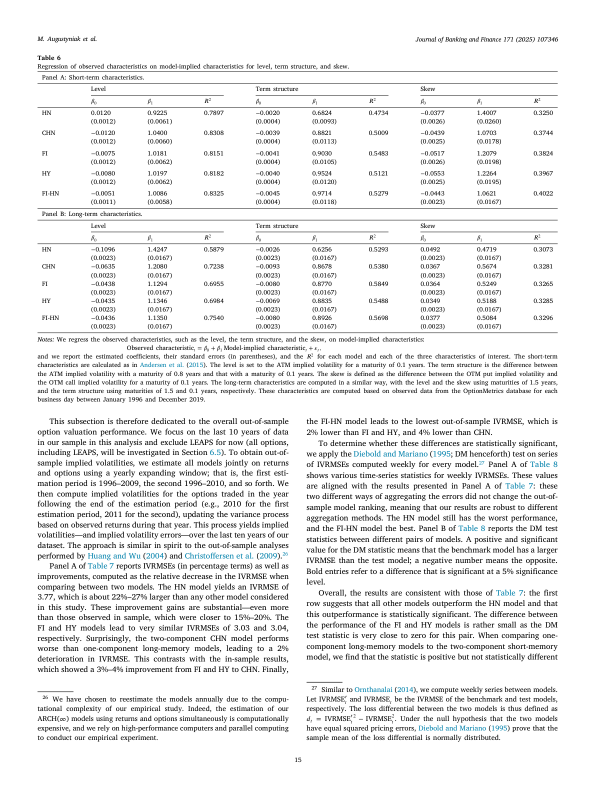 M. Augustyniak et al.
Journal of Banking and Finance 171 (2025) 107346
Table 6
Regression of observed characteristics on model-implied characteristics for level, term structure, and skew.
Panel A: Short-term characteristics.
Level Term structure Skew
β̂₀ β̂₁ R² β̂₀ β̂₁ R² β̂₀ β̂₁ R²
HN 0.0120 0.9225 0.7897 −0.0020 0.6824 0.4734 −0.0377 1.4007 0.3250
(0.0012) (0.0061) (0.0004) (0.0093) (0.0026) (0.0260)
CHN −0.0120 1.0400 0.8308 −0.0039 0.8821 0.5009 −0.0439 1.0703 0.3744
(0.0012) (0.0060) (0.0004) (0.0113) (0.0025) (0.0178)
FI −0.0075 1.0181 0.8151 −0.0041 0.9030 0.5483 −0.0517 1.2079 0.3824
(0.0012) (0.0062) (0.0004) (0.0105) (0.0026) (0.0198)
HY −0.0080 1.0197 0.8182 −0.0040 0.9524 0.5121 −0.0553 1.2264 0.3967
(0.0012) (0.0062) (0.0004) (0.0120) (0.0025) (0.0195)
FI-HN −0.0051 1.0086 0.8325 −0.0045 0.9714 0.5279 −0.0443 1.0621 0.4022
(0.0011) (0.0058) (0.0004) (0.0118) (0.0023) (0.0167)
Panel B: Long-term characteristics.
Level Term structure Skew
β̂₀ β̂₁ R² β̂₀ β̂₁ R² β̂₀ β̂₁ R²
HN −0.1096 1.4247 0.5879 −0.0026 0.6256 0.5293 0.0492 0.4719 0.3073
(0.0023) (0.0167) (0.0023) (0.0167) (0.0023) (0.0167)
CHN −0.0635 1.2080 0.7238 −0.0093 0.8678 0.5380 0.0367 0.5674 0.3281
(0.0023) (0.0167) (0.0023) (0.0167) (0.0023) (0.0167)
FI −0.0438 1.1294 0.6955 −0.0080 0.8770 0.5849 0.0364 0.5249 0.3265
(0.0023) (0.0167) (0.0023) (0.0167) (0.0023) (0.0167)
HY −0.0435 1.1346 0.6984 −0.0069 0.8835 0.5488 0.0349 0.5188 0.3285
(0.0023) (0.0167) (0.0023) (0.0167) (0.0023) (0.0167)
FI-HN −0.0436 1.1350 0.7540 −0.0080 0.8926 0.5698 0.0377 0.5084 0.3296
(0.0023) (0.0167) (0.0023) (0.0167) (0.0023) (0.0167)
Notes: We regress the observed characteristics, such as the level, the term structure, and the skew, on model-implied characteristics:
Observed characteristicₜ = β₀ + β₁ Model-implied characteristicₜ + εₜ,
and we report the estimated coefficients, their standard errors (in parentheses), and the R² for each model and each of the three characteristics of interest. The short-term
characteristics are calculated as in Andersen et al. (2015). The level is set to the ATM implied volatility for a maturity of 0.1 years. The term structure is the difference between
the ATM implied volatility with a maturity of 0.8 years and that with a maturity of 0.1 years. The skew is defined as the difference between the OTM put implied volatility and
the OTM call implied volatility for a maturity of 0.1 years. The long-term characteristics are computed in a similar way, with the level and the skew using maturities of 1.5 years,
and the term structure using maturities of 1.5 and 0.1 years, respectively. These characteristics are computed based on observed data from the OptionMetrics database for each
business day between January 1996 and December 2019.
This subsection is therefore dedicated to the overall out-of-sample
option valuation performance. We focus on the last 10 years of data
in our sample in this analysis and exclude LEAPS for now (all options,
including LEAPS, will be investigated in Section 6.5). To obtain out-of-
sample implied volatilities, we estimate all models jointly on returns
and options using a yearly expanding window; that is, the first esti-
mation period is 1996–2009, the second 1996–2010, and so forth. We
then compute implied volatilities for the options traded in the year
following the end of the estimation period (e.g., 2010 for the first
estimation period, 2011 for the second), updating the variance process
based on observed returns during that year. This process yields implied
volatilities—and implied volatility errors—over the last ten years of our
dataset. The approach is similar in spirit to the out-of-sample analyses
performed by Huang and Wu (2004) and Christoffersen et al. (2009).²⁶
Panel A of Table 7 reports IVRMSEs (in percentage terms) as well as
improvements, computed as the relative decrease in the IVRMSE when
comparing between two models. The HN model yields an IVRMSE of
3.77, which is about 22%–27% larger than any other model considered
in this study. These improvement gains are substantial—even more
than those observed in sample, which were closer to 15%–20%. The
FI and HY models lead to very similar IVRMSEs of 3.03 and 3.04,
respectively. Surprisingly, the two-component CHN model performs
worse than one-component long-memory models, leading to a 2%
deterioration in IVRMSE. This contrasts with the in-sample results,
which showed a 3%–4% improvement from FI and HY to CHN. Finally,
²⁶ We have chosen to reestimate the models annually due to the compu-
tational complexity of our empirical study. Indeed, the estimation of our
ARCH(∞) models using returns and options simultaneously is computationally
expensive, and we rely on high-performance computers and parallel computing
to conduct our empirical experiment.
the FI-HN model leads to the lowest out-of-sample IVRMSE, which is
2% lower than FI and HY, and 4% lower than CHN.
To determine whether these differences are statistically significant,
we apply the Diebold and Mariano (1995; DM henceforth) test on series
of IVRMSEs computed weekly for every model.²⁷ Panel A of Table 8
shows various time-series statistics for weekly IVRMSEs. These values
are aligned with the results presented in Panel A of Table 7: these
two different ways of aggregating the errors did not change the out-of-
sample model ranking, meaning that our results are robust to different
aggregation methods. The HN model still has the worst performance,
and the FI-HN model the best. Panel B of Table 8 reports the DM test
statistics between different pairs of models. A positive and significant
value for the DM statistic means that the benchmark model has a larger
IVRMSE than the test model; a negative number means the opposite.
Bold entries refer to a difference that is significant at a 5% significance
level.
Overall, the results are consistent with those of Table 7: the first
row suggests that all other models outperform the HN model and that
this outperformance is statistically significant. The difference between
the performance of the FI and HY models is rather small as the DM
test statistic is very close to zero for this pair. When comparing one-
component long-memory models to the two-component short-memory
model, we find that the statistic is positive but not statistically different
²⁷ Similar to Ornthanalai (2014), we compute weekly series between models.
Let IVRMSEₜ* and IVRMSEₜ be the IVRMSE of the benchmark and test models,
respectively. The loss differential between the two models is thus defined as
dₜ = IVRMSEₜ*² − IVRMSEₜ². Under the null hypothesis that the two models
have equal squared pricing errors, Diebold and Mariano (1995) prove that the
sample mean of the loss differential is normally distributed.
15